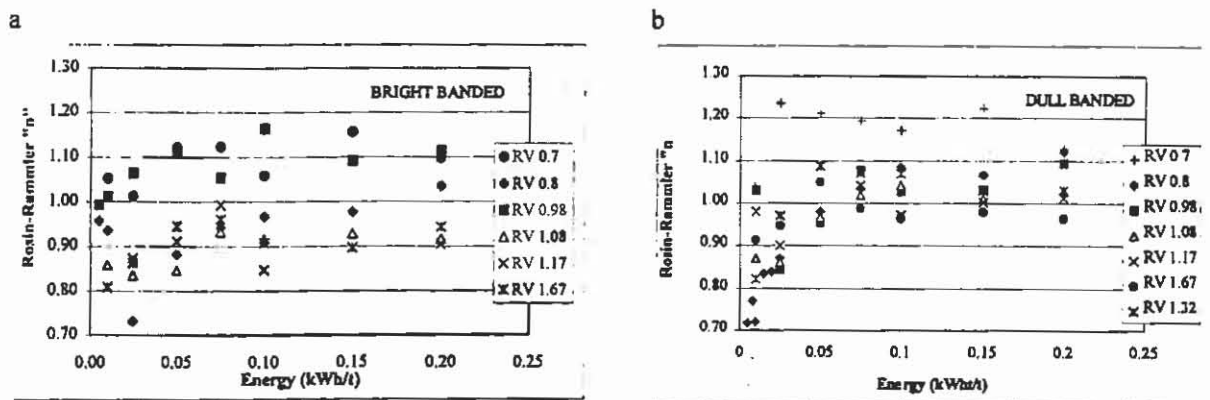 a
1.30
1.20
1.10
1.00
0.90
0.80
0.70
Rosin-Rammfer "n"
BRIGHT BANDED
RV 0.7
RV 0.8
RV 0.98
RV 1.08
RV 1.17
RV 1.67
0,00 0.05 0.10 0.15 0.20 0,25
Energy (kWh/t)
b
1.30
1.20
1.10
1.00
0.90
0.80
0.70
Rosin-Rammler "n
DULL BANDED
RV 0.7
RV 0.8
RV 0.98
RV 1.08
RV 1.17
RV 1.67
RV 1.32
0 0.05 0.1 0.15 0.2 0,25
Energy (kWh/t)